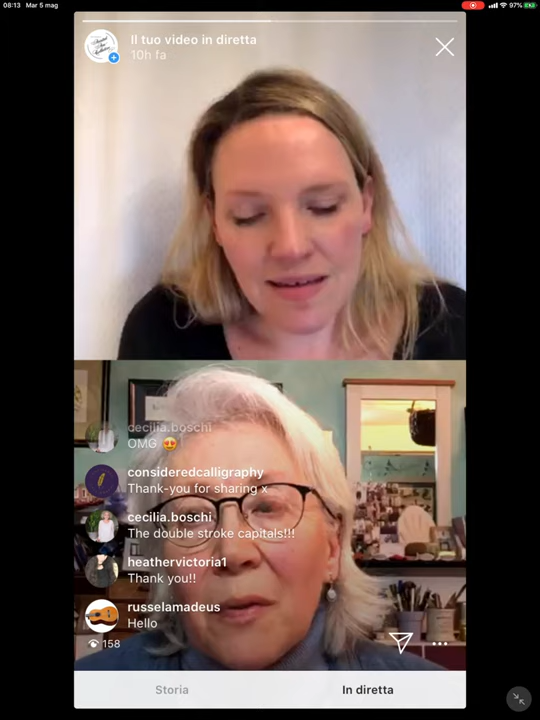 08:13 Mar 5 mag
97%
Il tuo video in diretta
10h fa
cecilia.boschi
OMG 😍
consideredcalligraphy
Thank-you for sharing x
cecilia.boschi
The double stroke capitals!!!
heathervictoria1
Thank you!!
russelamadeus
Hello
158
Storia
In diretta